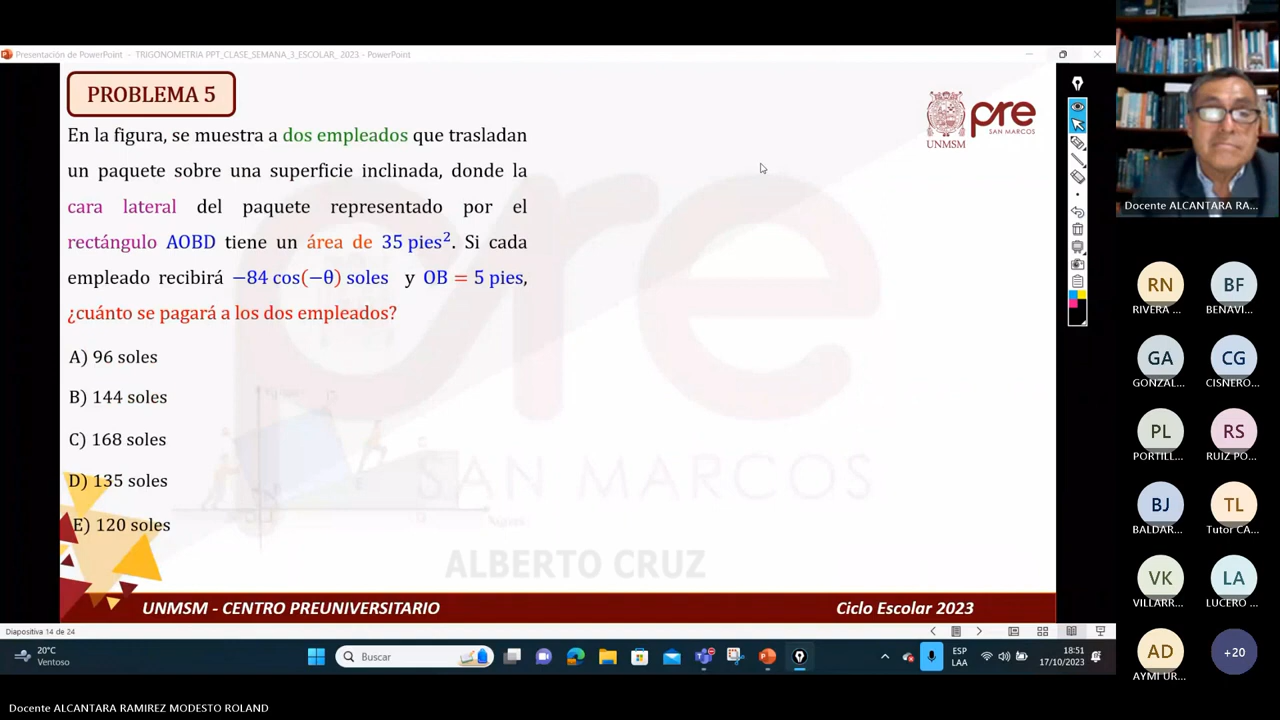 Presentación de PowerPoint - TRIGONOMETRIA PPT_CLASE_SEMANA_3_ESCOLAR_ 2023 - PowerPoint
PROBLEMA 5
En la figura, se muestra a dos empleados que trasladan
un paquete sobre una superficie inclinada, donde la
cara lateral del paquete representado por el
rectángulo AOBD tiene un área de 35 pies². Si cada
empleado recibirá −84 cos(−θ) soles y OB = 5 pies,
¿cuánto se pagará a los dos empleados?
A) 96 soles
B) 144 soles
C) 168 soles
D) 135 soles
E) 120 soles
UNMSM
pre
SAN MARCOS
pre
SAN MARCOS
ALBERTO CRUZ
UNMSM - CENTRO PREUNIVERSITARIO
Ciclo Escolar 2023
Diapositiva 14 de 24
20°C
Ventoso
Buscar
ESP
LAA
18:51
17/10/2023
Docente ALCANTARA RA...
RN
RIVERA ...
BF
BENAVI...
GA
GONZAL...
CG
CISNERO...
PL
PORTILL...
RS
RUIZ PO...
BJ
BALDAR...
TL
Tutor CA...
VK
VILLARR...
LA
LUCERO ...
AD
AYMI UR...
+20
Docente ALCANTARA RAMIREZ MODESTO ROLAND